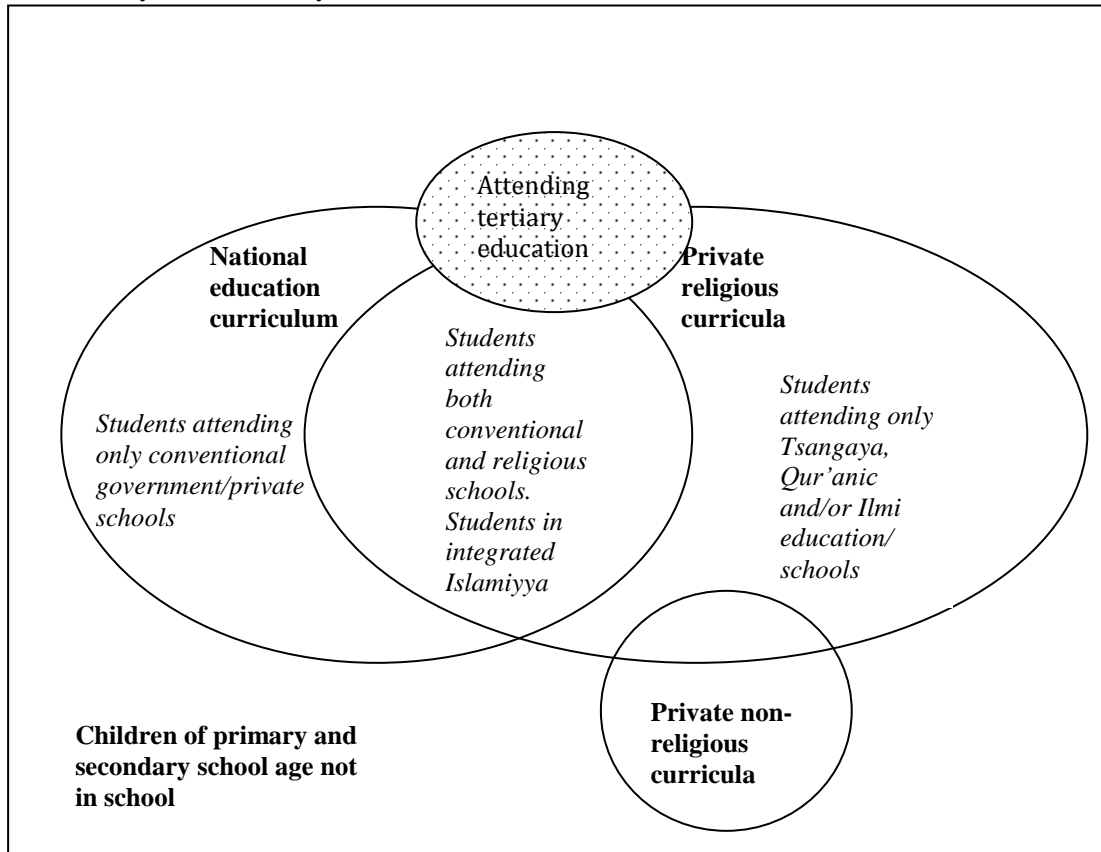 Attending
tertiary
education
National
education
curriculum
Private
religious
curricula
Students
attending
both
conventional
and religious
schools.
Students in
integrated
Islamiyya
Students attending
only conventional
government/private
schools
Students
attending only
Tsangaya,
Qur’anic
and/or Ilmi
education/
schools
Children of primary and
secondary school age not
in school
Private non-
religious
curricula